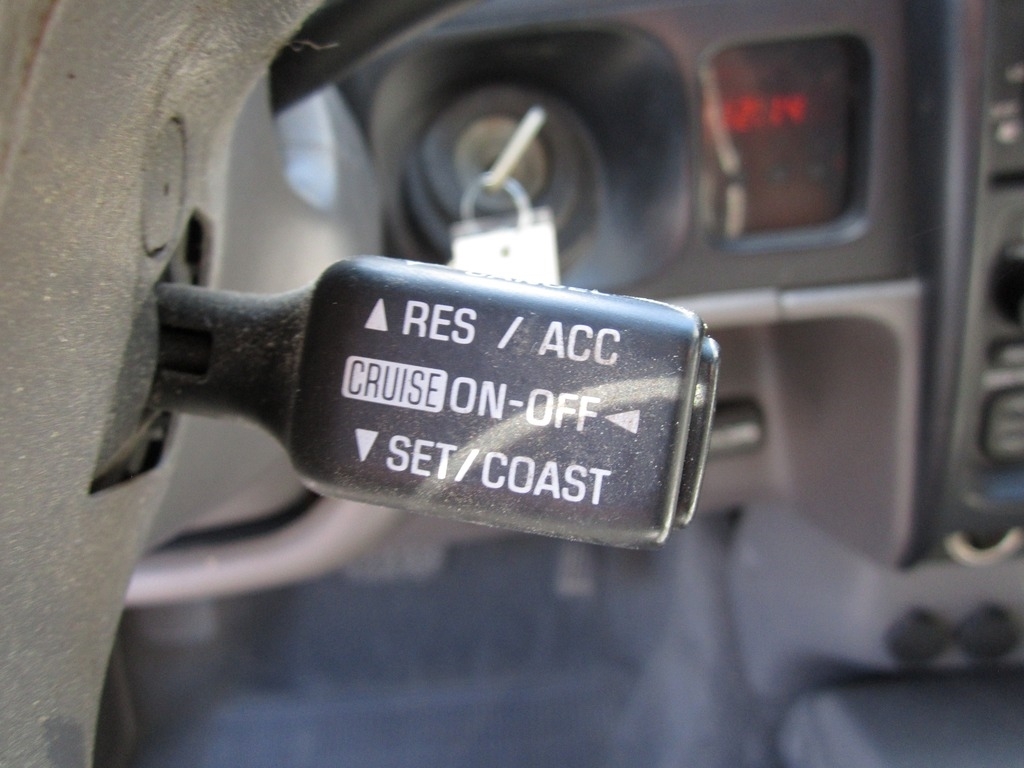 ▲ RES / ACC
CRUISE ON-OFF ◀
▼ SET/COAST